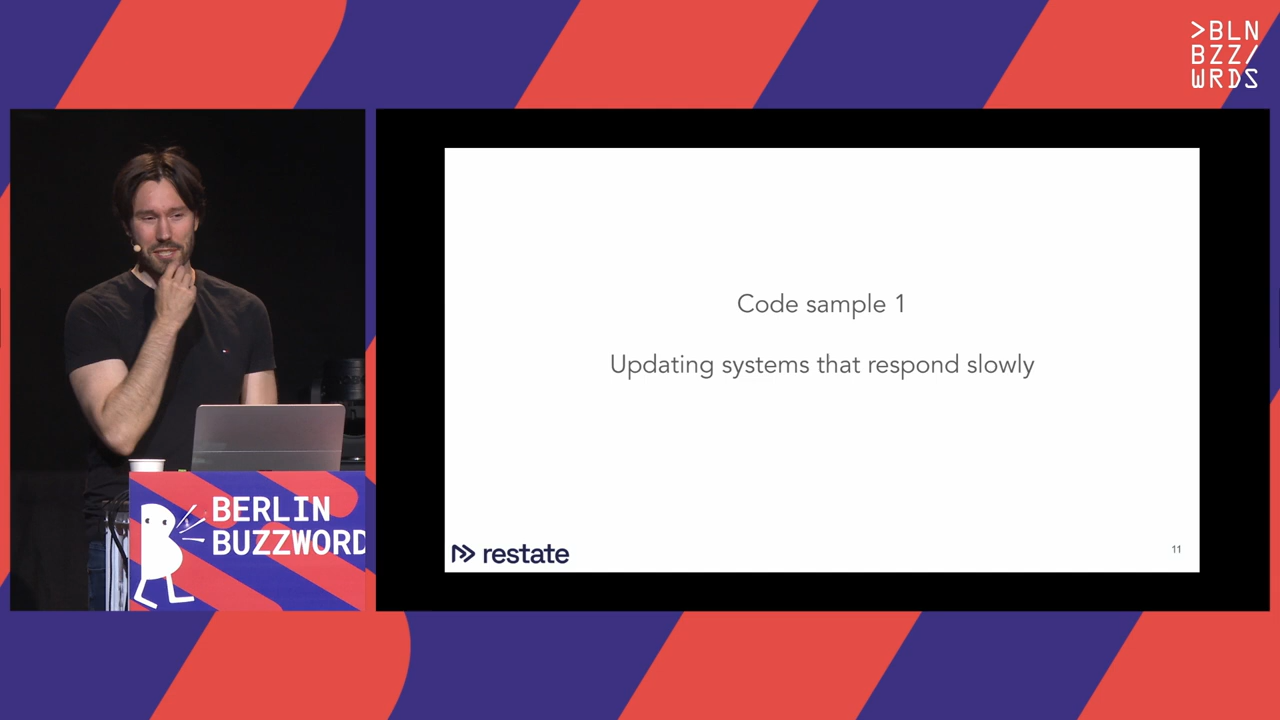 >BLN
BZZ/
WRDS
Code sample 1
Updating systems that respond slowly
restate
11
BERLIN
BUZZWORD